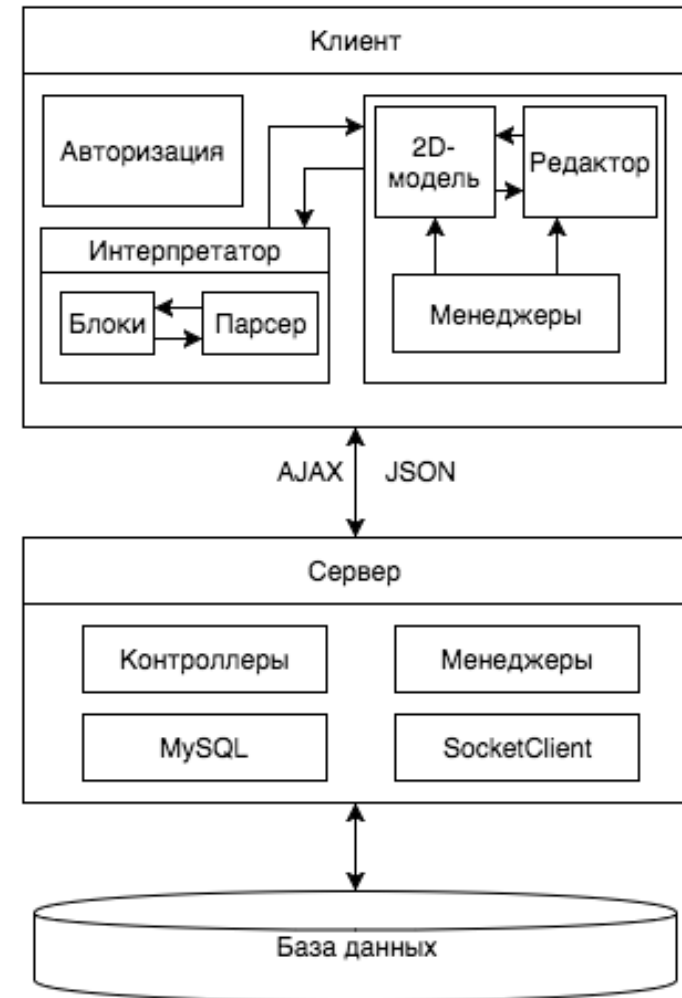 Клиент
Авторизация
2D-
модель
Редактор
Интерпретатор
Блоки
Парсер
Менеджеры
AJAX
JSON
Сервер
Контроллеры
Менеджеры
MySQL
SocketClient
База данных